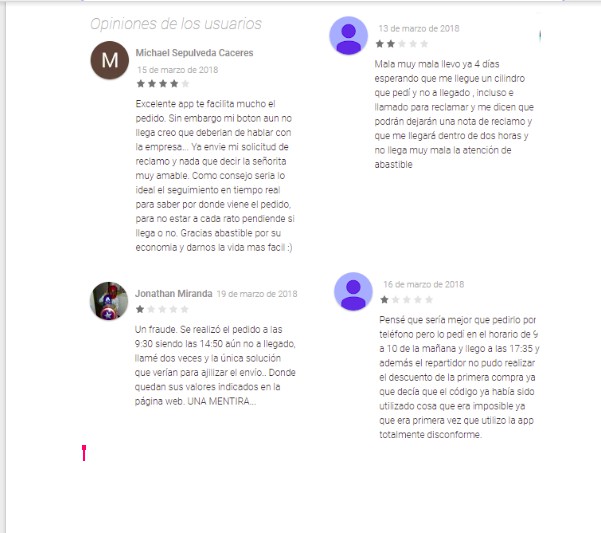 Opiniones de los usuarios
Michael Sepulveda Caceres
15 de marzo de 2018
Excelente app te facilita mucho el
pedido. Sin embargo mi boton aun no
llega creo que deberian de hablar con
la empresa... Ya envie mi solicitud de
reclamo y nada que decir la señorita
muy amable. Como consejo seria lo
ideal el seguimiento en tiempo real
para saber por donde viene el pedido,
para no estar a cada rato pendiende si
llega o no. Gracias abastible por su
economia y darnos la vida mas facil :)
13 de marzo de 2018
Mala muy mala llevo ya 4 días
esperando que me llegue un cilindro
que pedí y no a llegado , incluso e
llamado para reclamar y me dicen que
podrán dejarán una nota de reclamo y
que me llegará dentro de dos horas y
no llega muy mala la atención de
abastible
Jonathan Miranda 19 de marzo de 2018
Un fraude. Se realizó el pedido a las
9:30 siendo las 14:50 aún no a llegado,
llamé dos veces y la única solución
que verían para ajilizar el envío.. Donde
quedan sus valores indicados en la
página web. UNA MENTIRA...
16 de marzo de 2018
Pensé que sería mejor que pedirlo por
teléfono pero lo pedí en el horario de 9
a 10 de la mañana y llego a las 17:35 y
además el repartidor no pudo realizar
el descuento de la primera compra ya
que decía que el código ya había sido
utilizado cosa que era imposible ya
que era primera vez que utilizo la app
totalmente disconforme.